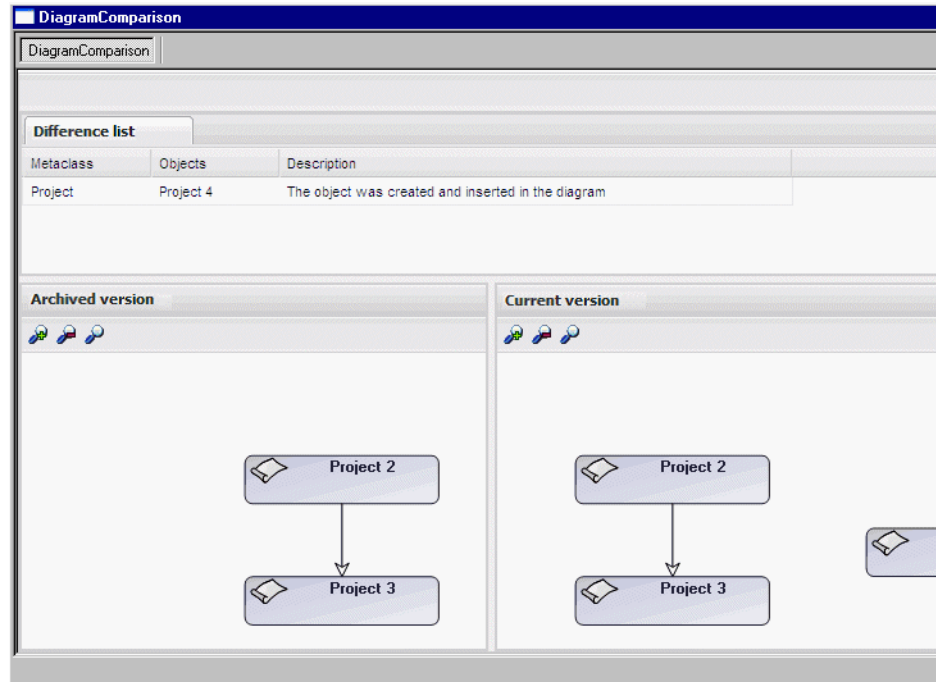 DiagramComparison
DiagramComparison
Difference list
Metaclass Objects Description
Project Project 4 The object was created and inserted in the diagram
Archived version
Current version
Project 2
Project 3
Project 2
Project 3